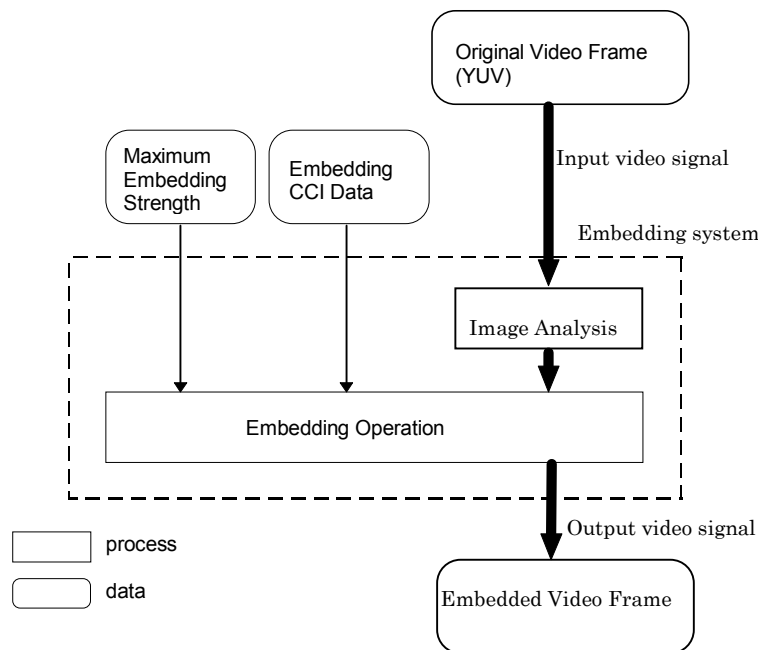 Original Video Frame
(YUV)
Maximum
Embedding
Strength
Embedding
CCI Data
Input video signal
Embedding system
Image Analysis
Embedding Operation
Output video signal
process
data
Embedded Video Frame